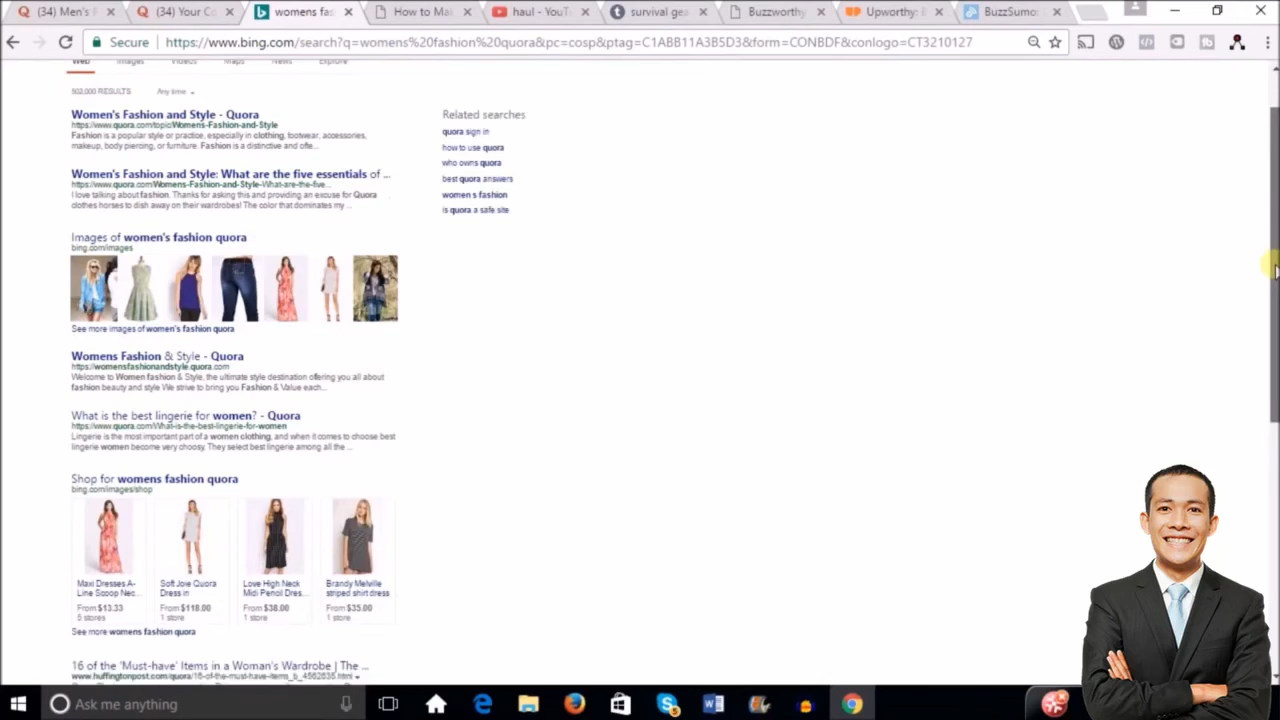 (34) Men's F
(34) Your Co
womens fas
How to Ma
haul - YouT
survival gea
Buzzworthy
Upworthy:
BuzzSumo:
Secure https://www.bing.com/search?q=womens%20fashion%20quora&pc=cosp&ptag=C1ABB11A3B5D3&form=CONBDF&conlogo=CT3210127
Web Images Videos Maps News Explore
503,000 RESULTS Any time
Women's Fashion and Style - Quora
https://www.quora.com/topic/Womens-Fashion-and-Style
Fashion is a popular style or practice, especially in clothing, footwear, accessories,
makeup, body piercing, or furniture. Fashion is a distinctive and ofte...
Women's Fashion and Style: What are the five essentials of ...
https://www.quora.com/Womens-Fashion-and-Style-What-are-the-five...
I love talking about fashion. Thanks for asking this and providing an excuse for Quora
clothes horses to dish away on their wardrobes! The color that dominates my ...
Images of women's fashion quora
bing.com/images
See more images of women's fashion quora
Womens Fashion & Style - Quora
https://womensfashionandstyle.quora.com
Welcome to Women fashion & Style, the ultimate style destination offering you all about
fashion beauty and style We strive to bring you Fashion & Value each...
What is the best lingerie for women? - Quora
https://www.quora.com/What-is-the-best-lingerie-for-women
Lingerie is the most important part of a women clothing, and when it comes to choose best
lingerie women become very choosy. They select best lingerie among all the ...
Shop for womens fashion quora
bing.com/images/shop
Maxi Dresses A-
Line Scoop Nec...
From $13.33
5 stores
Soft Joie Quora
Dress in
From $118.00
1 store
Love High Neck
Midi Pencil Dres...
From $38.00
1 store
Brandy Melville
striped shirt dress
From $35.00
1 store
See more womens fashion quora
16 of the 'Must-have' Items in a Woman's Wardrobe | The ...
www.huffingtonpost.com/quora/16-of-the-must-have-items_b_4562835.html
Related searches
quora sign in
how to use quora
who owns quora
best quora answers
women s fashion
is quora a safe site
Ask me anything